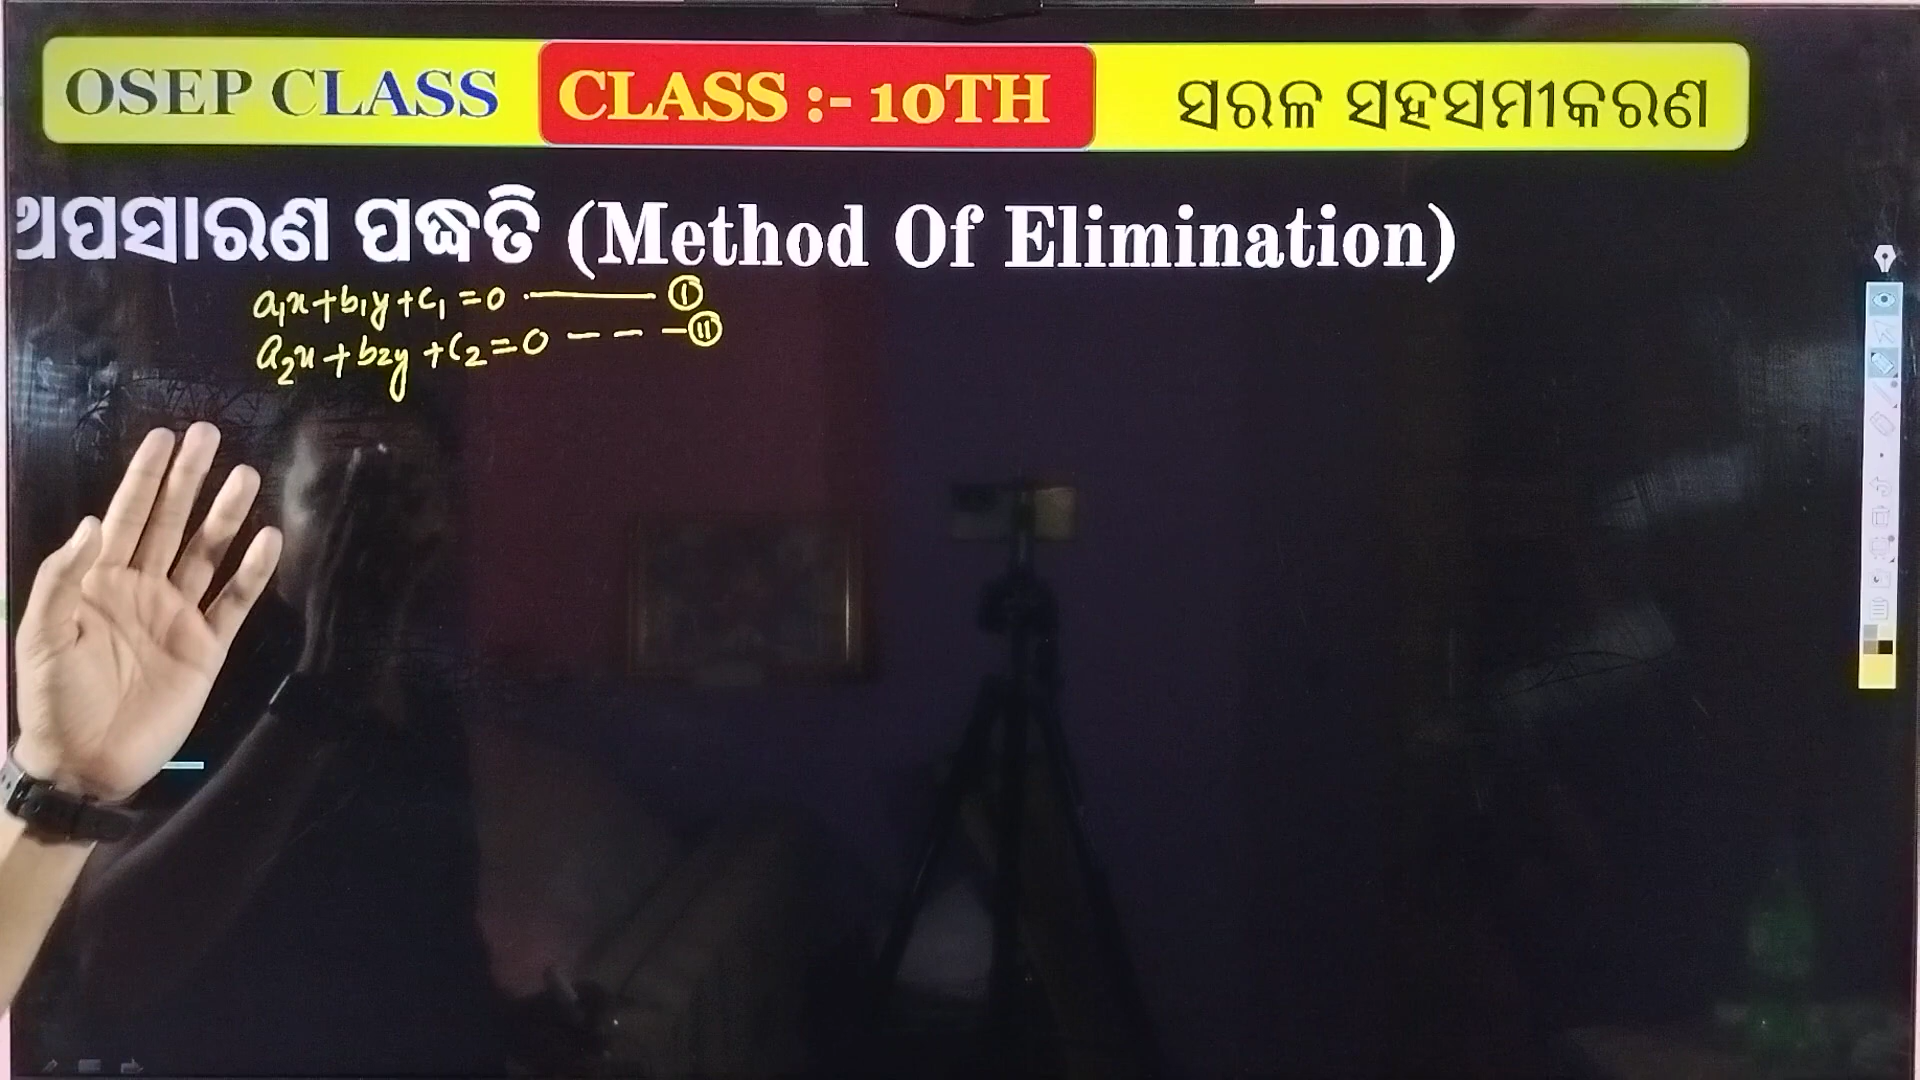 OSEP CLASS CLASS :- 10TH ସରଳ ସହସମୀକରଣ
ଅପସାରଣ ପଦ୍ଧତି (Method Of Elimination)
a₁x+b₁y+c₁=0 ——— ①
a₂x+b₂y+c₂=0 - - - ⑪